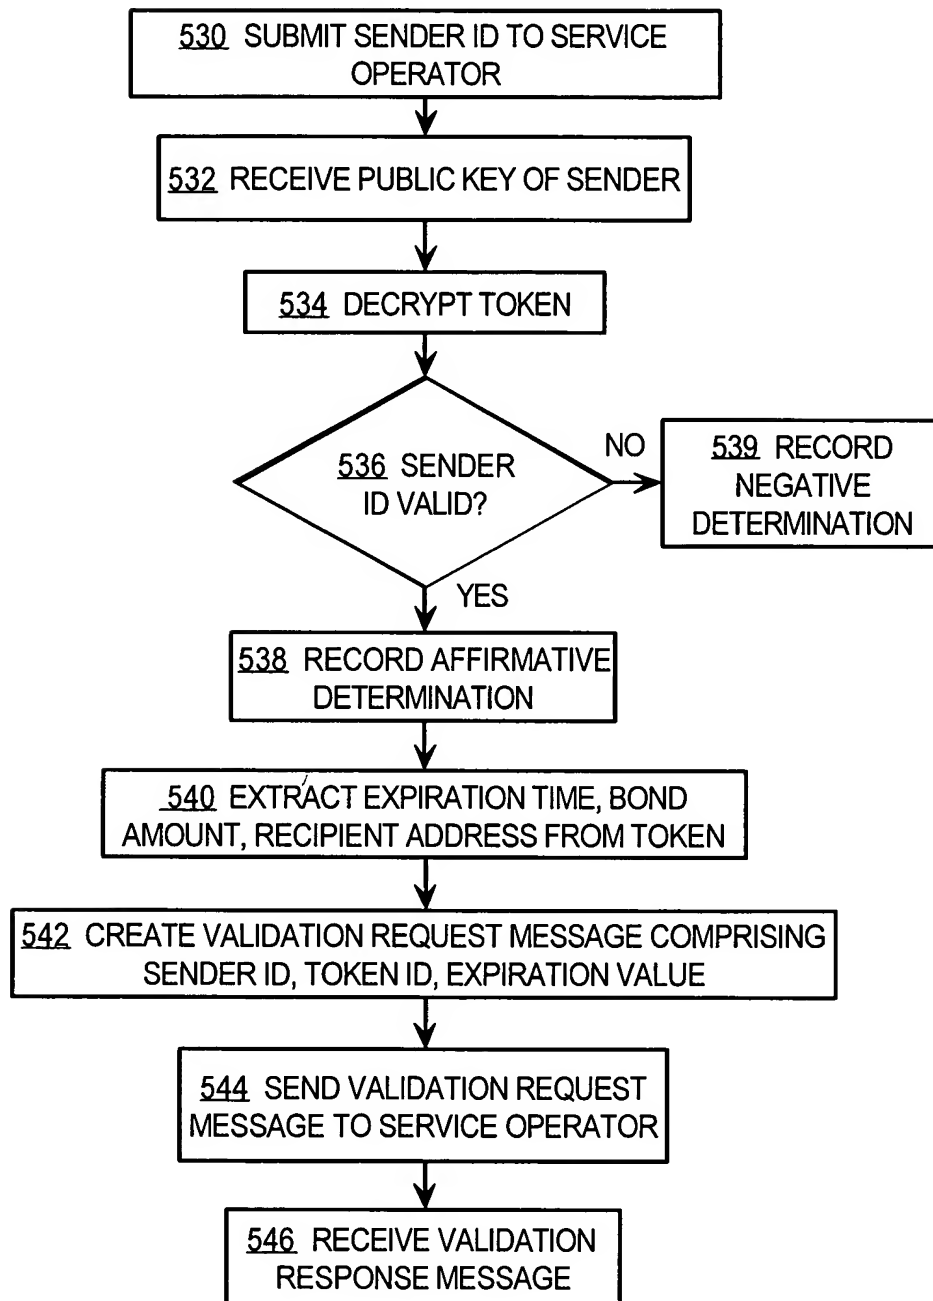 530 SUBMIT SENDER ID TO SERVICE
OPERATOR
532 RECEIVE PUBLIC KEY OF SENDER
534 DECRYPT TOKEN
536 SENDER
ID VALID?
NO
539 RECORD
NEGATIVE
DETERMINATION
YES
538 RECORD AFFIRMATIVE
DETERMINATION
540 EXTRACT EXPIRATION TIME, BOND
AMOUNT, RECIPIENT ADDRESS FROM TOKEN
542 CREATE VALIDATION REQUEST MESSAGE COMPRISING
SENDER ID, TOKEN ID, EXPIRATION VALUE
544 SEND VALIDATION REQUEST
MESSAGE TO SERVICE OPERATOR
546 RECEIVE VALIDATION
RESPONSE MESSAGE